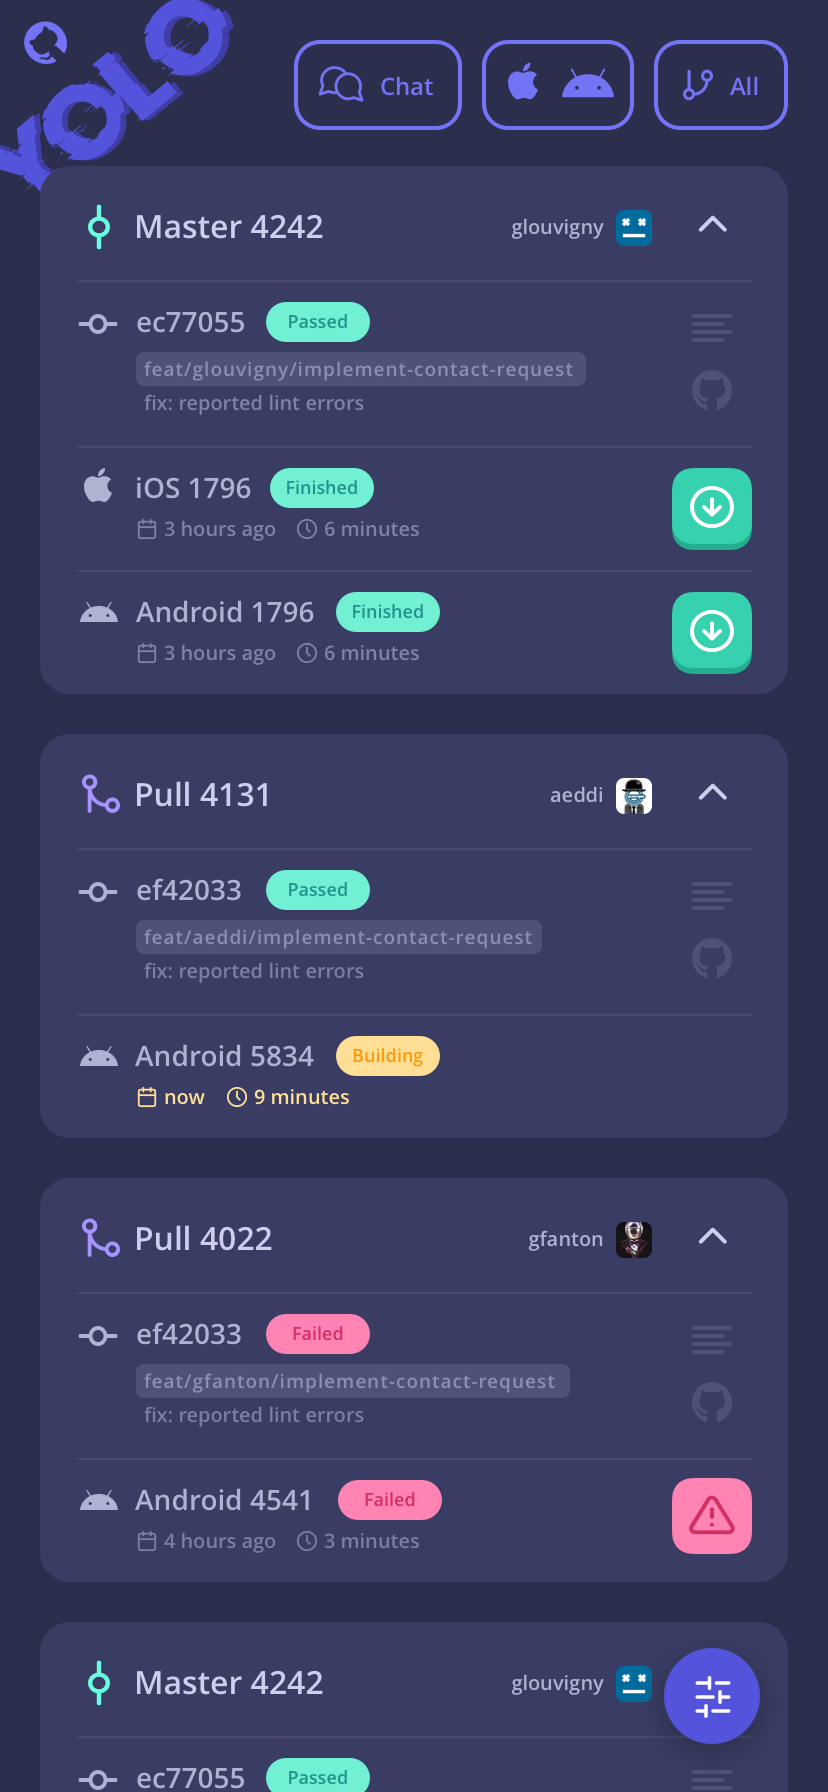 YOLO
Chat
All
Master 4242
glouvigny
ec77055 Passed
feat/glouvigny/implement-contact-request
fix: reported lint errors
iOS 1796 Finished
3 hours ago 6 minutes
Android 1796 Finished
3 hours ago 6 minutes
Pull 4131
aeddi
ef42033 Passed
feat/aeddi/implement-contact-request
fix: reported lint errors
Android 5834 Building
now 9 minutes
Pull 4022
gfanton
ef42033 Failed
feat/gfanton/implement-contact-request
fix: reported lint errors
Android 4541 Failed
4 hours ago 3 minutes
Master 4242
glouvigny
ec77055 Passed